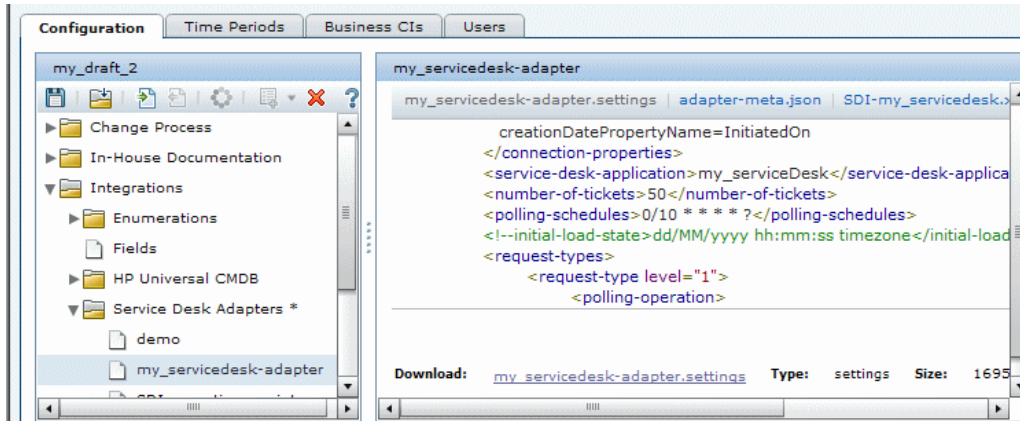 Configuration
Time Periods
Business CIs
Users
my_draft_2
Change Process
In-House Documentation
Integrations
Enumerations
Fields
HP Universal CMDB
Service Desk Adapters *
demo
my_servicedesk-adapter
my_servicedesk-adapter
my_servicedesk-adapter.settings | adapter-meta.json | SDI-my_servicedesk.x
creationDatePropertyName=InitiatedOn
</connection-properties>
<service-desk-application>my_serviceDesk</service-desk-applica
<number-of-tickets>50</number-of-tickets>
<polling-schedules>0/10 * * * * ?</polling-schedules>
<!--initial-load-state>dd/MM/yyyy hh:mm:ss timezone</initial-load
<request-types>
<request-type level="1">
<polling-operation>
Download: my_servicedesk-adapter.settings Type: settings Size: 1695